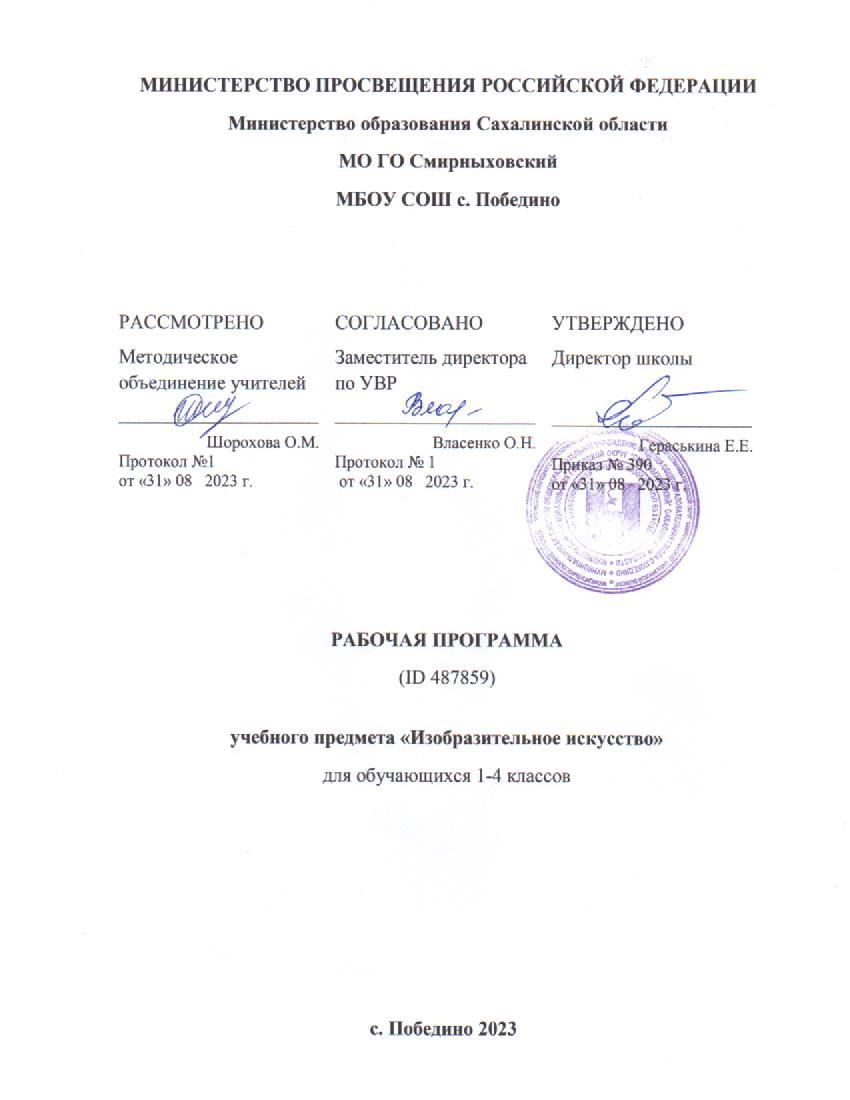 МИНИСТЕРСТВО ПРОСВЕЩЕНИЯ РОССИЙСКОЙ ФЕДЕРАЦИИ
Министерство образования Сахалинской области
МО ГО Смирныховский
МБОУ СОШ с. Победино
РАССМОТРЕНО
Методическое
объединение учителей
Шорохова О.М.
Протокол №1
от «31» 08 2023 г.
СОГЛАСОВАНО
Заместитель директора
по УВР
Власенко О.Н.
Протокол № 1
от «31» 08 2023 г.
УТВЕРЖДЕНО
Директор школы
Гераськина Е.Е.
Приказ № 390
от «31» 08 2023 г.
РАБОЧАЯ ПРОГРАММА
(ID 487859)
учебного предмета «Изобразительное искусство»
для обучающихся 1-4 классов
с. Победино 2023